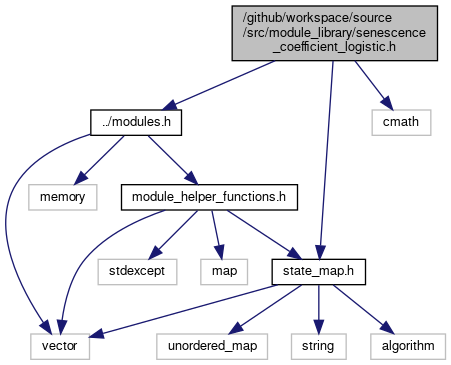 /github/workspace/source
/src/module_library/senescence
_coefficient_logistic.h
../modules.h
cmath
memory
module_helper_functions.h
stdexcept
map
state_map.h
vector
unordered_map
string
algorithm